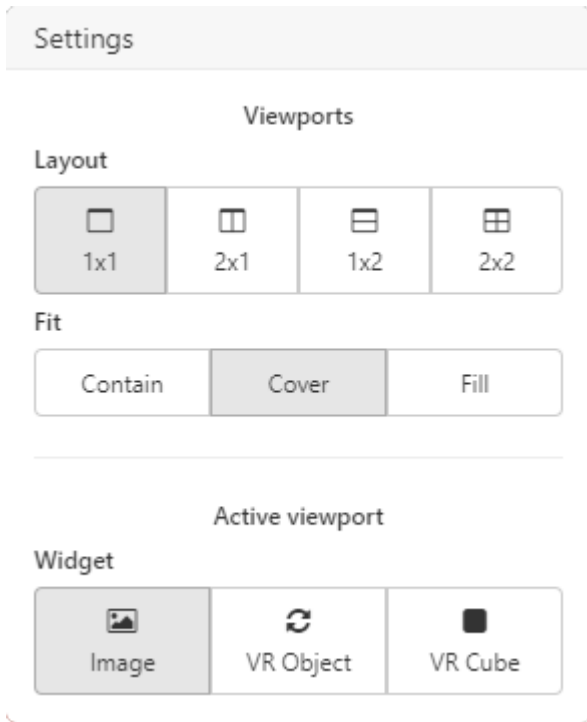 Settings
Viewports
Layout
1x1 2x1 1x2 2x2
Fit
Contain Cover Fill
Active viewport
Widget
Image VR Object VR Cube